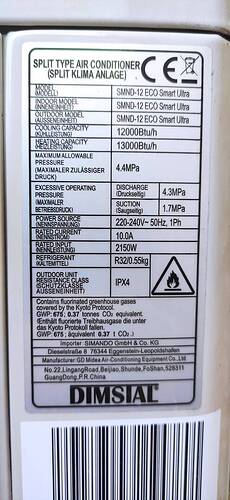 SPLIT TYPE AIR CONDITIONER
(SPLIT KLIMA ANLAGE)
CE
MODEL SMND-12 ECO Smart Ultra
(MODELL)
INDOOR MODEL SMND-12 ECO Smart Ultra
(INNENEINHEIT)
OUTDOOR MODEL SMND-12 ECO Smart Ultra
(AUSSENEINHEIT)
COOLING CAPACITY 12000Btu/h
(KÜHLLEISTUNG)
HEATING CAPACITY 13000Btu/h
(HEIZLEISTUNG)
MAXIMUM ALLOWABLE
PRESSURE 4.4MPa
(MAXIMALER ZULÄSSIGER
DRUCK)
EXCESSIVE OPERATING DISCHARGE 4.3MPa
PRESSURE (Druckseitig)
(MAXIMALER SUCTION 1.7MPa
BETRIEBSDRUCK) (Saugseitig)
POWER SOURCE 220-240V~ 50Hz, 1Ph
(NENNSPANNUNG)
RATED CURRENT 10.0A
(NENNSTROM)
RATED INPUT 2150W
(NENNLEISTUNG)
REFRIGERANT R32/0.55kg
(KÄLTEMITTEL)
OUTDOOR UNIT
RESISTANCE CLASS IPX4
(SCHUTZKLASSE
AUSSENEINHEIT)
Contains fluorinated greenhouse gases
covered by the Kyoto Protocol.
GWP: 675; 0.37 tonnes CO₂ equivalent.
(Enthält fluorierte Treibhausgase die unter
das Kyoto Protokoll fallen.
GWP: 675; äquivalent 0.37 t CO₂.)
Importer: SIMANDO GmbH & Co. KG
Dieselstraße 8 76344 Eggenstein-Leopoldshafen
Manufacturer: GD Midea Air-Conditioning Equipment Co., Ltd.
No.22, LingangRoad, Beijiao, Shunde, FoShan, 528311
GuangDong, P.R. China
DIMSTAL